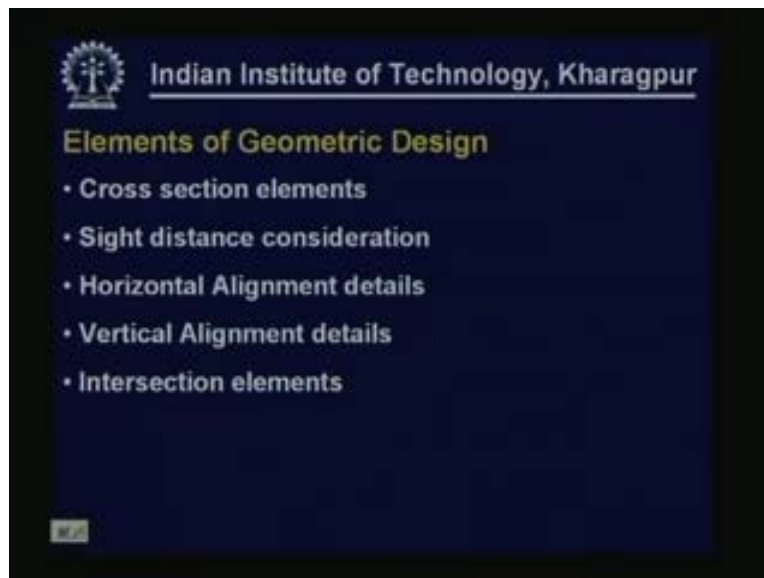 Indian Institute of Technology, Kharagpur
Elements of Geometric Design
• Cross section elements
• Sight distance consideration
• Horizontal Alignment details
• Vertical Alignment details
• Intersection elements